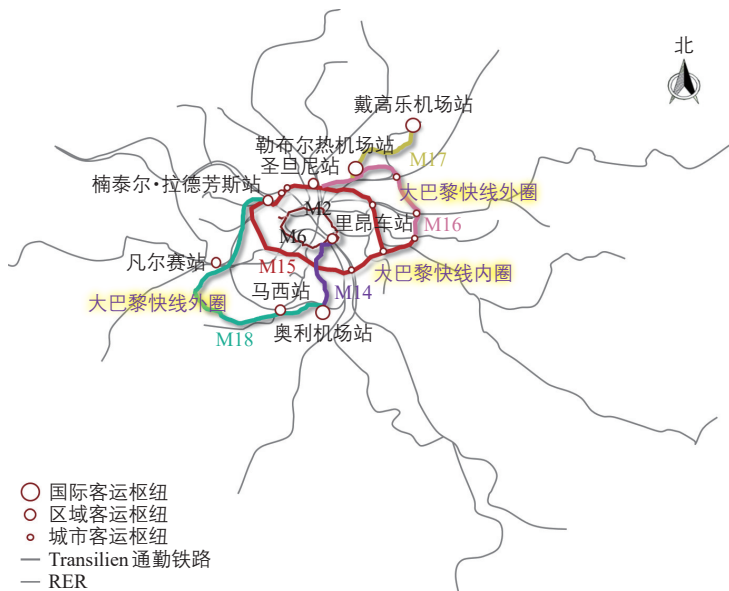 北
戴高乐机场站
勒布尔热机场站
圣旦尼站
M17
楠泰尔·拉德芳斯站
大巴黎快线外圈
M2
里昂车站
M16
M6
凡尔赛站
M15
大巴黎快线内圈
马西站
M14
大巴黎快线外圈
奥利机场站
M18
国际客运枢纽
区域客运枢纽
城市客运枢纽
Transilien 通勤铁路
RER